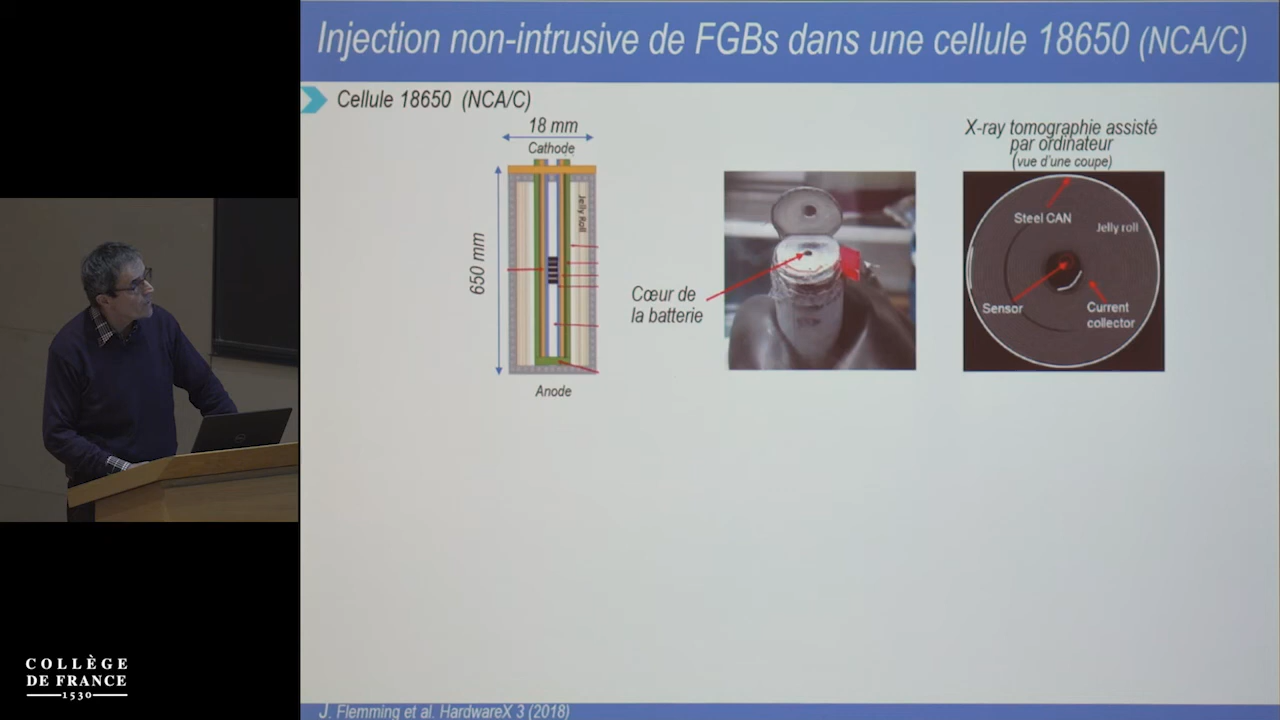 Injection non-intrusive de FGBs dans une cellule 18650 (NCA/C)
Cellule 18650 (NCA/C)
18 mm
Cathode
Jelly Roll
650 mm
Anode
Cœur de
la batterie
X-ray tomographie assisté
par ordinateur
(vue d'une coupe)
Steel CAN
Jelly roll
Sensor
Current
collector
J. Flemming et al. HardwareX 3 (2018)
COLLÈGE
DE FRANCE
1530